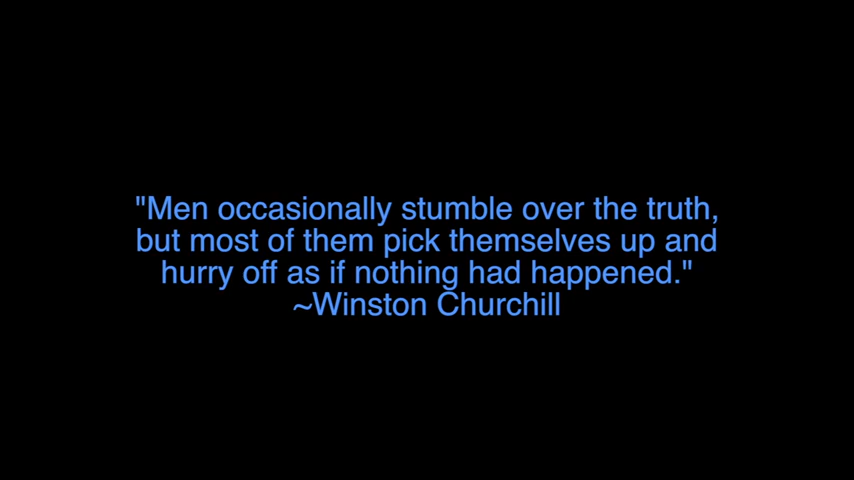 "Men occasionally stumble over the truth,
but most of them pick themselves up and
hurry off as if nothing had happened."
~Winston Churchill